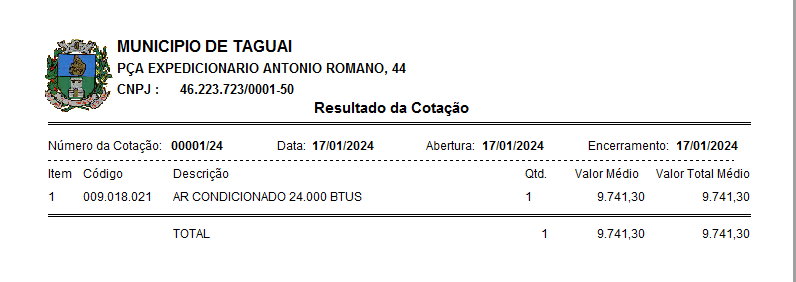 MUNICIPIO DE TAGUAI
PÇA EXPEDICIONARIO ANTONIO ROMANO, 44
CNPJ : 46.223.723/0001-50
Resultado da Cotação
Número da Cotação: 00001/24 Data: 17/01/2024 Abertura: 17/01/2024 Encerramento: 17/01/2024
Item Código Descrição Qtd. Valor Médio Valor Total Médio
1 009.018.021 AR CONDICIONADO 24.000 BTUS 1 9.741,30 9.741,30
TOTAL 1 9.741,30 9.741,30